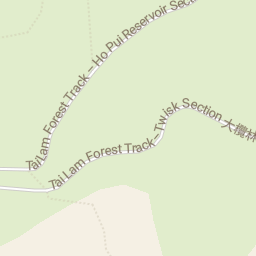 Tai Lam Forest Track – Ho Pui Reservoir Sec
Tai Lam Forest Track – Twisk Section 大欖林